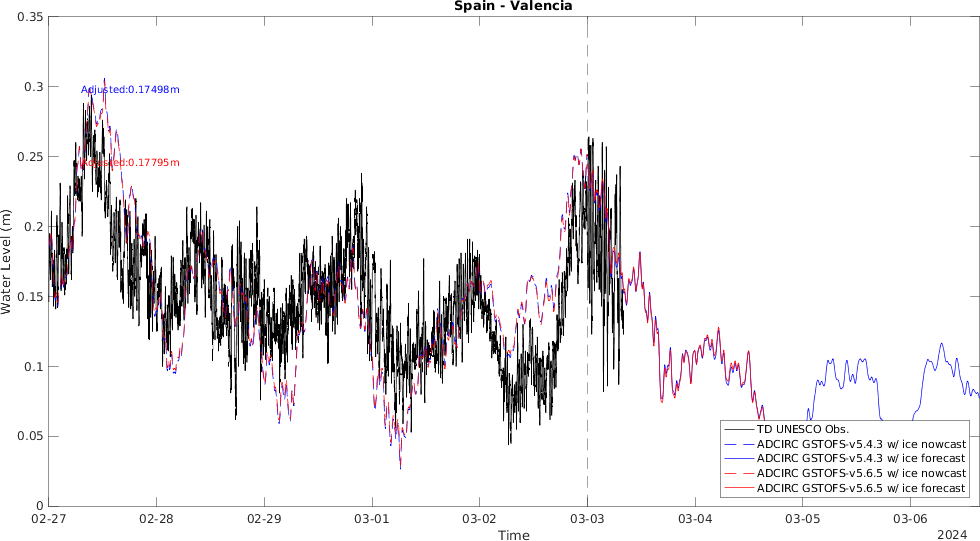 Spain - Valencia
0.35
0.3
0.25
0.2
0.15
0.1
0.05
0
Water Level (m)
Adjusted:0.17498m
Adjusted:0.17795m
TD UNESCO Obs.
ADCIRC GSTOFS-v5.4.3 w/ ice nowcast
ADCIRC GSTOFS-v5.4.3 w/ ice forecast
ADCIRC GSTOFS-v5.6.5 w/ ice nowcast
ADCIRC GSTOFS-v5.6.5 w/ ice forecast
02-27 02-28 02-29 03-01 03-02 03-03 03-04 03-05 03-06
Time
2024